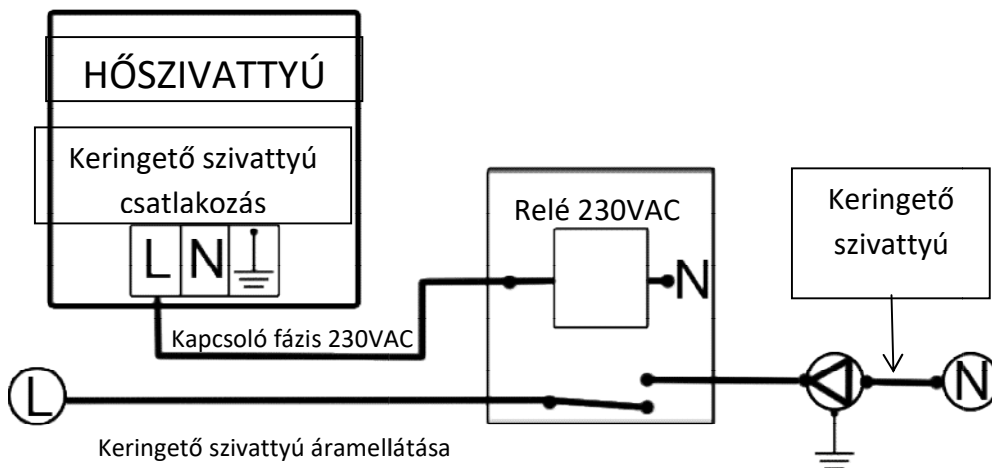 HŐSZIVATTYÚ
Keringető szivattyú
csatlakozás
L N
Kapcsoló fázis 230VAC
Relé 230VAC
N
Keringető
szivattyú
L
N
Keringető szivattyú áramellátása